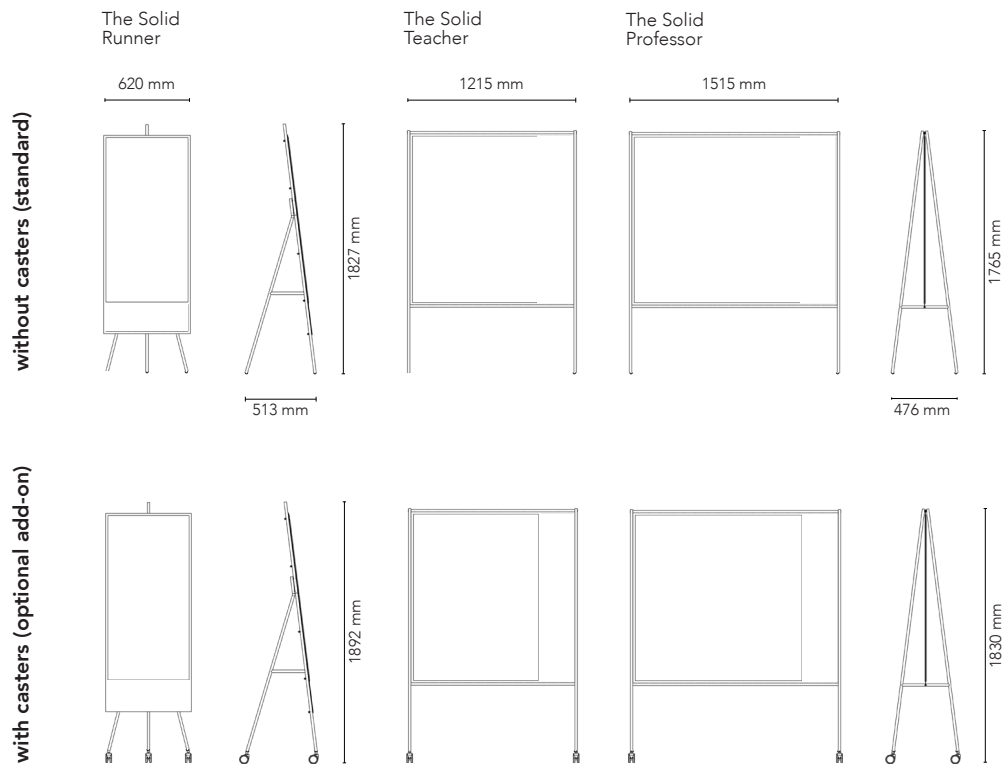 The Solid
Runner
The Solid
Teacher
The Solid
Professor
620 mm
1215 mm
1515 mm
without casters (standard)
1827 mm
1765 mm
513 mm
476 mm
with casters (optional add-on)
1892 mm
1830 mm